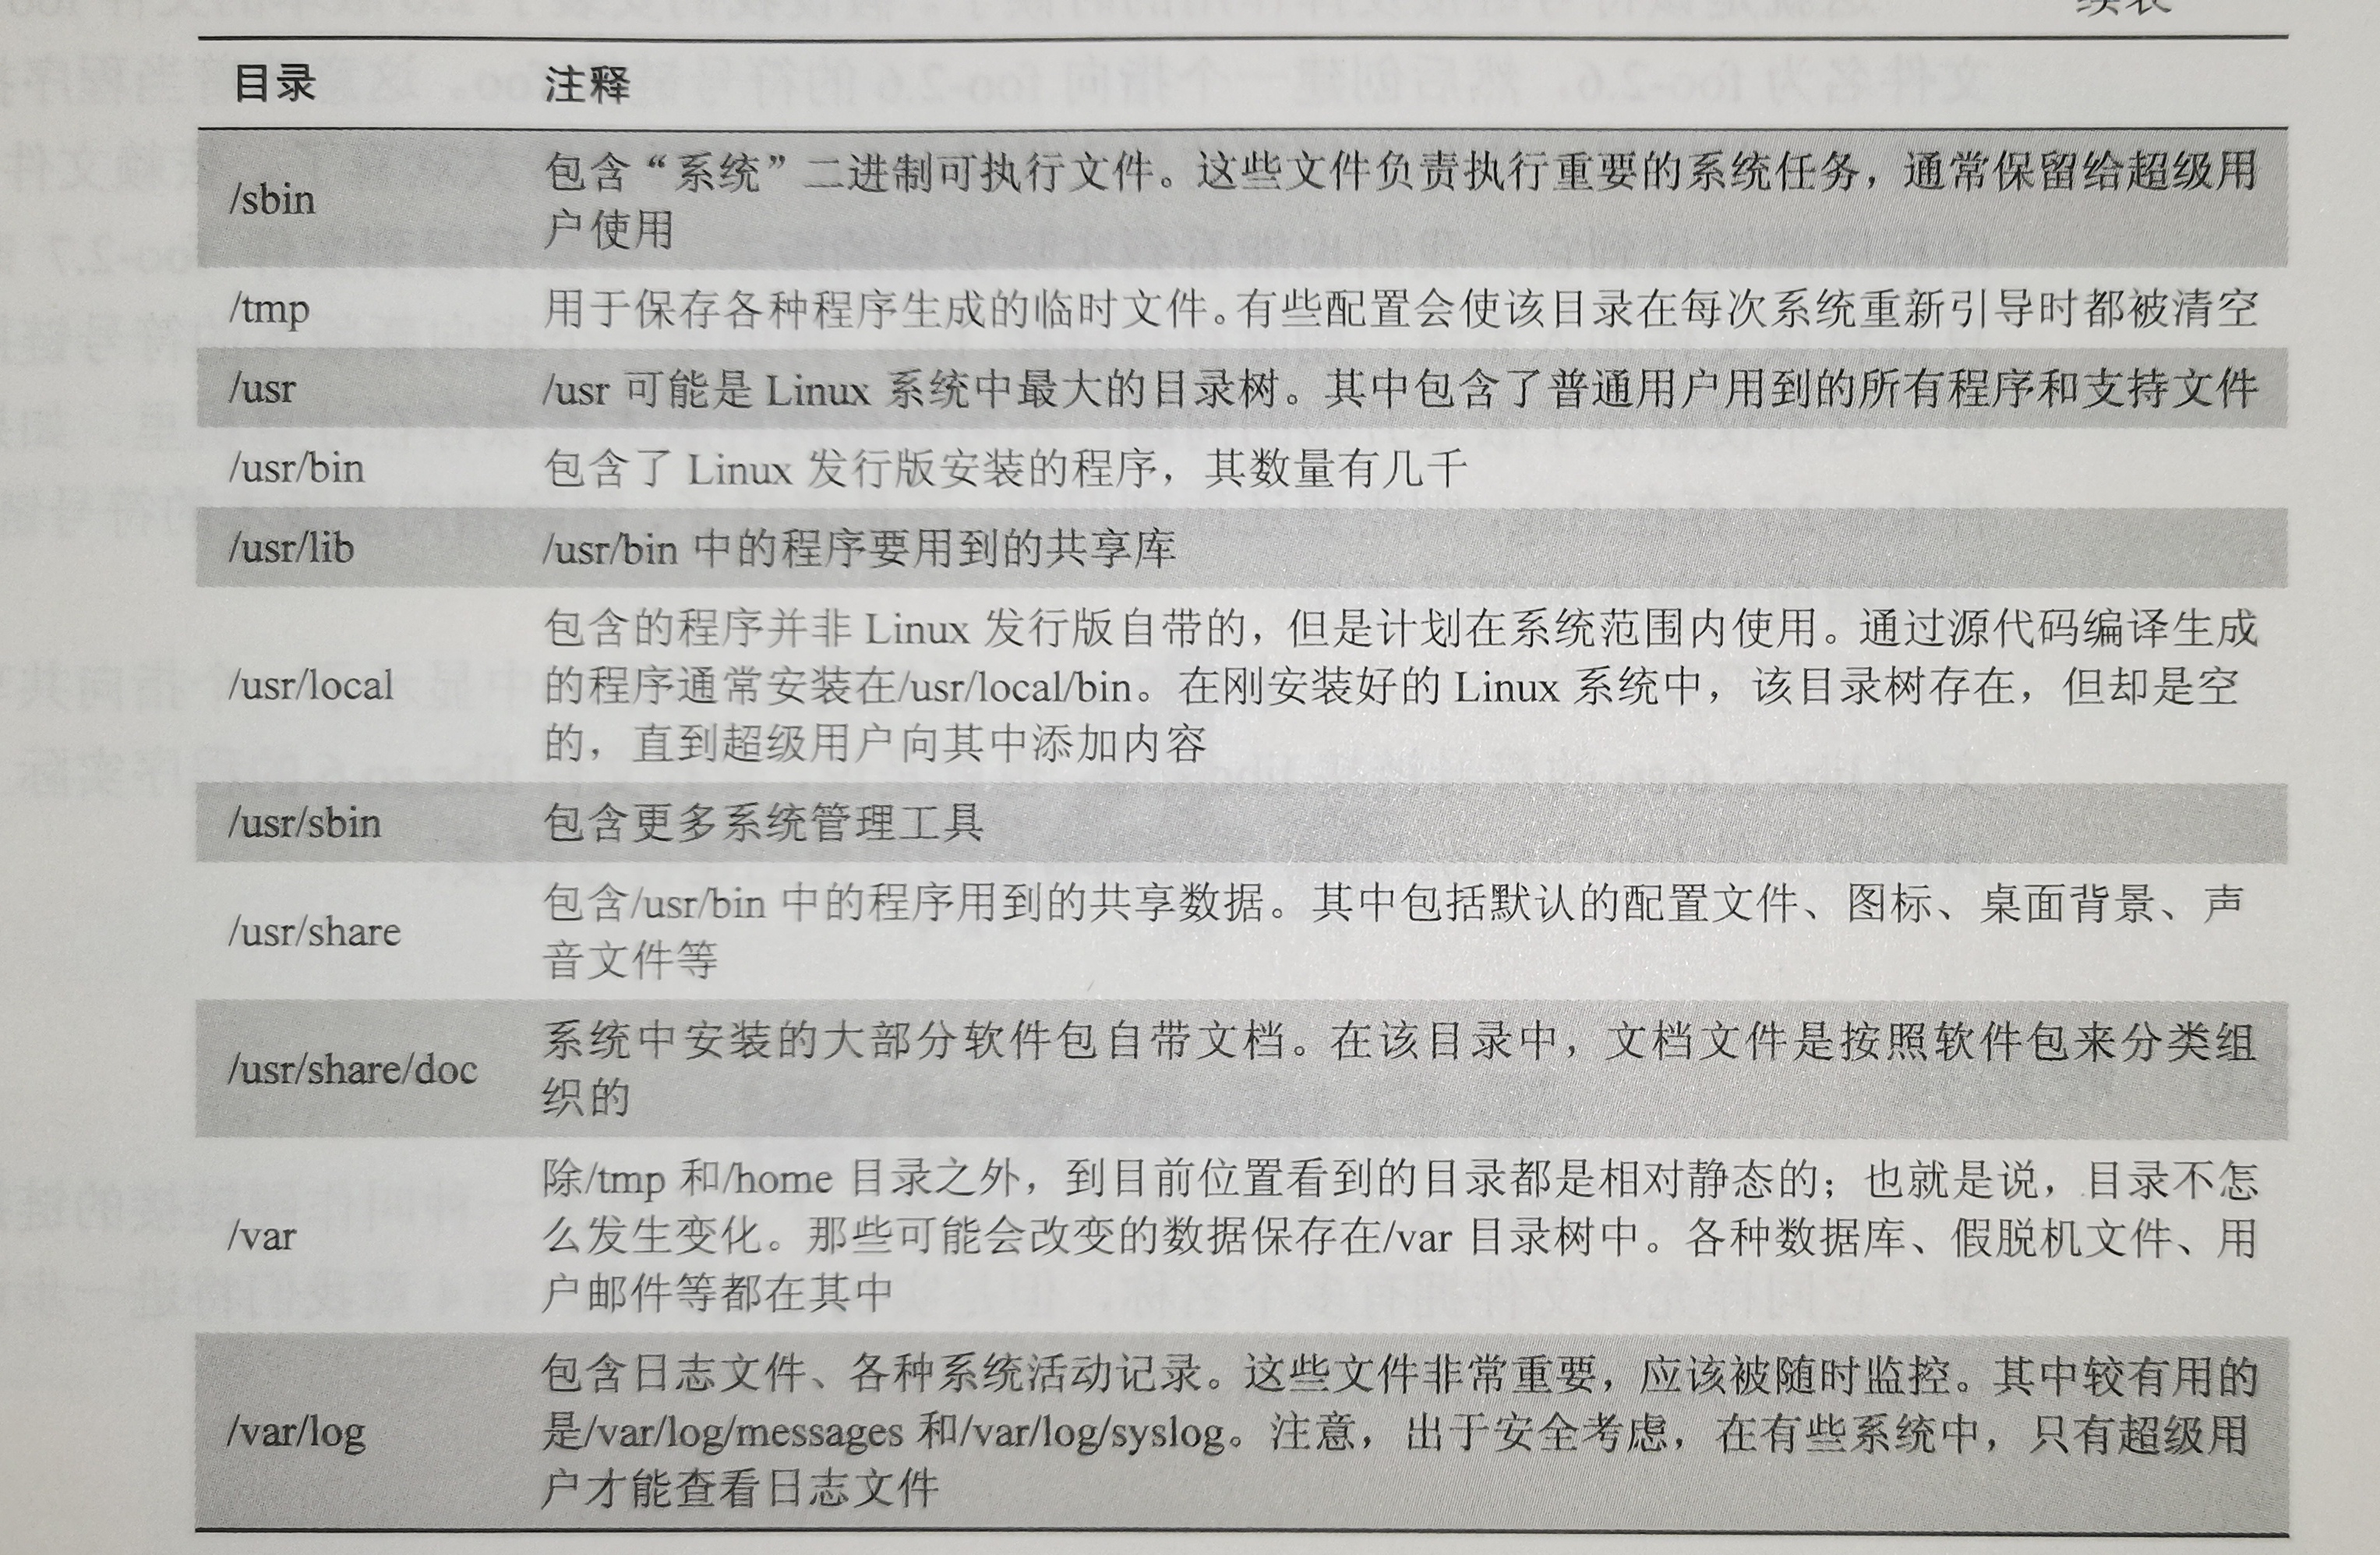 目录 注释
/sbin
包含“系统”二进制可执行文件。这些文件负责执行重要的系统任务，通常保留给超级用
户使用
/tmp 用于保存各种程序生成的临时文件。有些配置会使该目录在每次系统重新引导时都被清空
/usr /usr 可能是 Linux 系统中最大的目录树。其中包含了普通用户用到的所有程序和支持文件
/usr/bin 包含了 Linux 发行版安装的程序，其数量有几千
/usr/lib /usr/bin 中的程序要用到的共享库
/usr/local
包含的程序并非 Linux 发行版自带的，但是计划在系统范围内使用。通过源代码编译生成
的程序通常安装在/usr/local/bin。在刚安装好的 Linux 系统中，该目录树存在，但却是空
的，直到超级用户向其中添加内容
/usr/sbin 包含更多系统管理工具
/usr/share
包含/usr/bin 中的程序用到的共享数据。其中包括默认的配置文件、图标、桌面背景、声
音文件等
/usr/share/doc
系统中安装的大部分软件包自带文档。在该目录中，文档文件是按照软件包来分类组
织的
/var
除/tmp 和/home 目录之外，到目前位置看到的目录都是相对静态的；也就是说，目录不怎
么发生变化。那些可能会改变的数据保存在/var 目录树中。各种数据库、假脱机文件、用
户邮件等都在其中
/var/log
包含日志文件、各种系统活动记录。这些文件非常重要，应该被随时监控。其中较有用的
是/var/log/messages 和/var/log/syslog。注意，出于安全考虑，在有些系统中，只有超级用
户才能查看日志文件